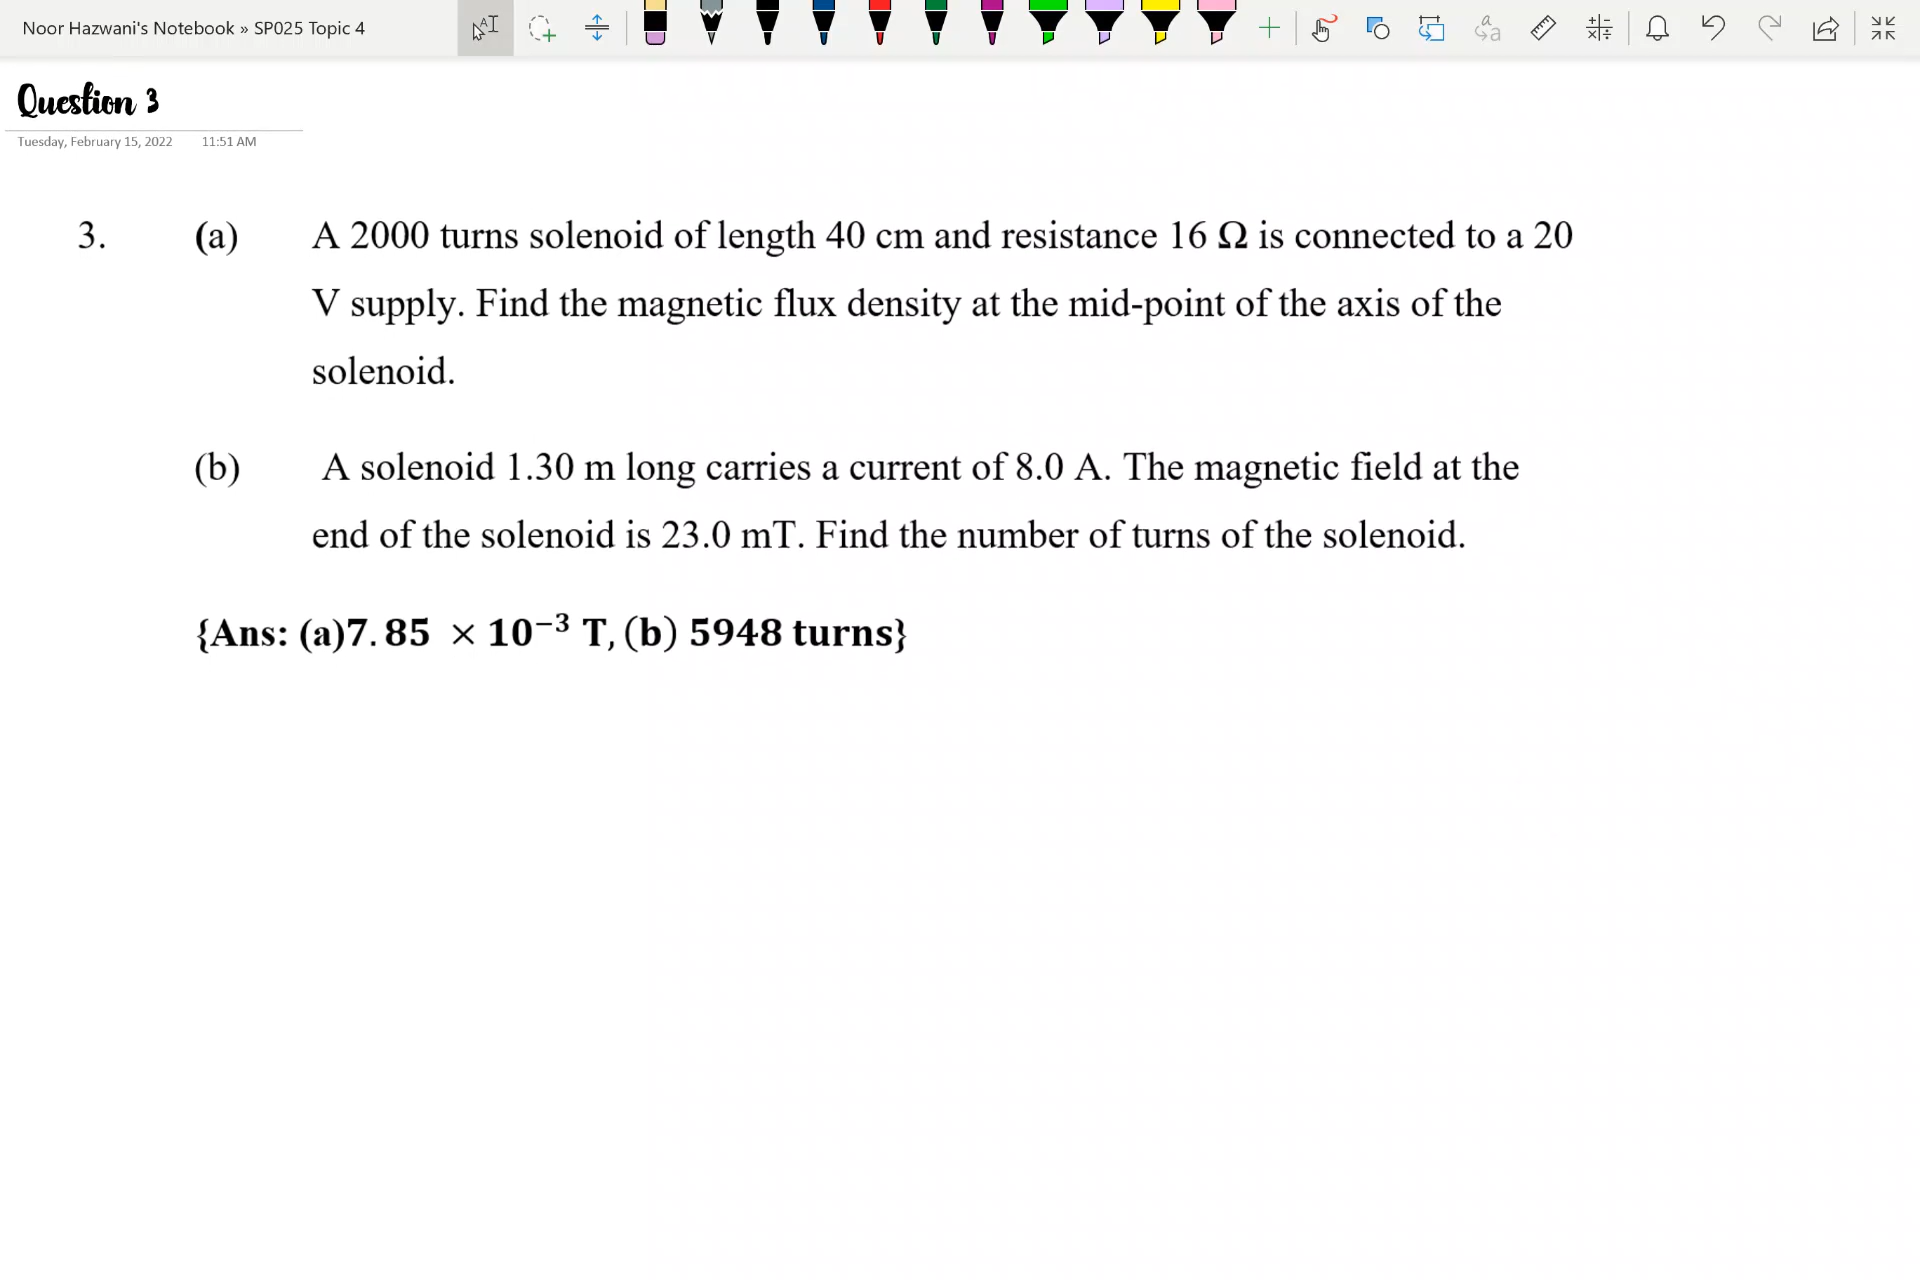 Noor Hazwani's Notebook » SP025 Topic 4
Question 3
Tuesday, February 15, 2022 11:51 AM
3. (a) A 2000 turns solenoid of length 40 cm and resistance 16 Ω is connected to a 20
V supply. Find the magnetic flux density at the mid-point of the axis of the
solenoid.
(b) A solenoid 1.30 m long carries a current of 8.0 A. The magnetic field at the
end of the solenoid is 23.0 mT. Find the number of turns of the solenoid.
{Ans: (a)7.85 × 10⁻³ T, (b) 5948 turns}